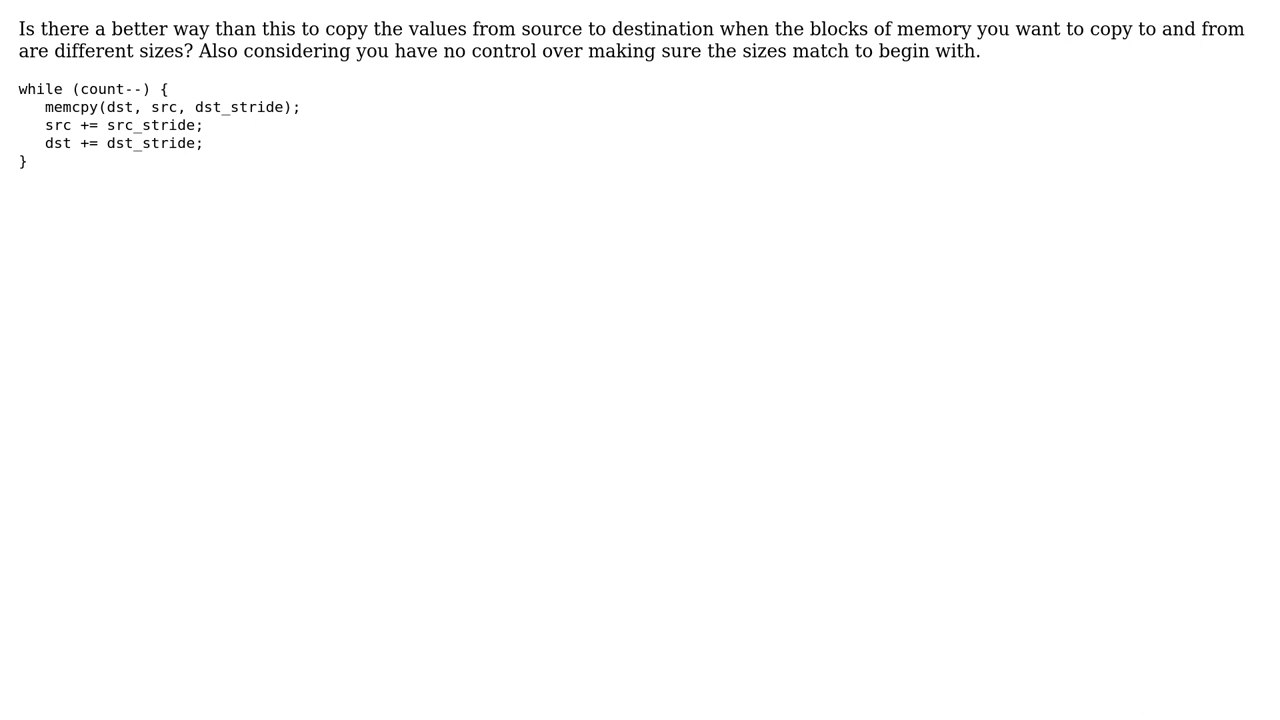 Is there a better way than this to copy the values from source to destination when the blocks of memory you want to copy to and from
are different sizes? Also considering you have no control over making sure the sizes match to begin with.
while (count--) {
   memcpy(dst, src, dst_stride);
   src += src_stride;
   dst += dst_stride;
}